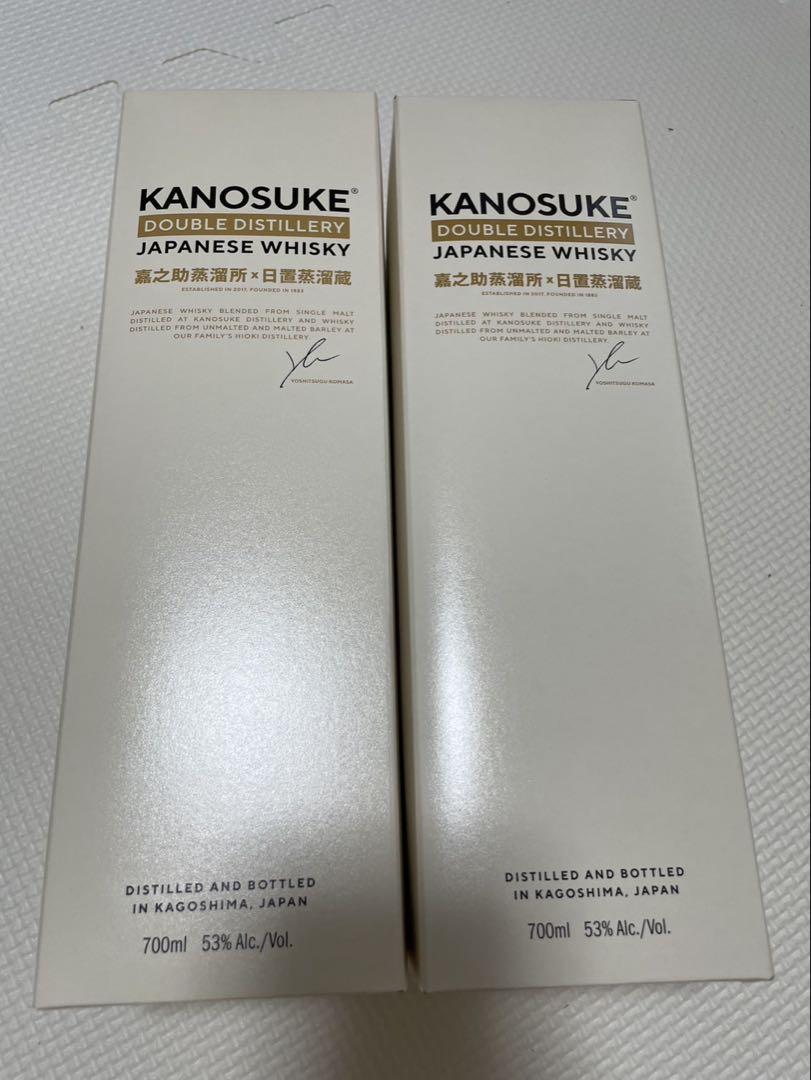 KANOSUKE®
DOUBLE DISTILLERY
JAPANESE WHISKY
嘉之助蒸溜所×日置蒸溜蔵
ESTABLISHED IN 2017. FOUNDED IN 1883
JAPANESE WHISKY BLENDED FROM SINGLE MALT
DISTILLED AT KANOSUKE DISTILLERY AND WHISKY
DISTILLED FROM UNMALTED AND MALTED BARLEY AT
OUR FAMILY'S HIOKI DISTILLERY.
YOSHITSUGU KOMASA
DISTILLED AND BOTTLED
IN KAGOSHIMA, JAPAN
700ml 53% Alc./Vol.
KANOSUKE®
DOUBLE DISTILLERY
JAPANESE WHISKY
嘉之助蒸溜所×日置蒸溜蔵
ESTABLISHED IN 2017. FOUNDED IN 1883
JAPANESE WHISKY BLENDED FROM SINGLE MALT
DISTILLED AT KANOSUKE DISTILLERY AND WHISKY
DISTILLED FROM UNMALTED AND MALTED BARLEY AT
OUR FAMILY'S HIOKI DISTILLERY.
YOSHITSUGU KOMASA
DISTILLED AND BOTTLED
IN KAGOSHIMA, JAPAN
700ml 53% Alc./Vol.